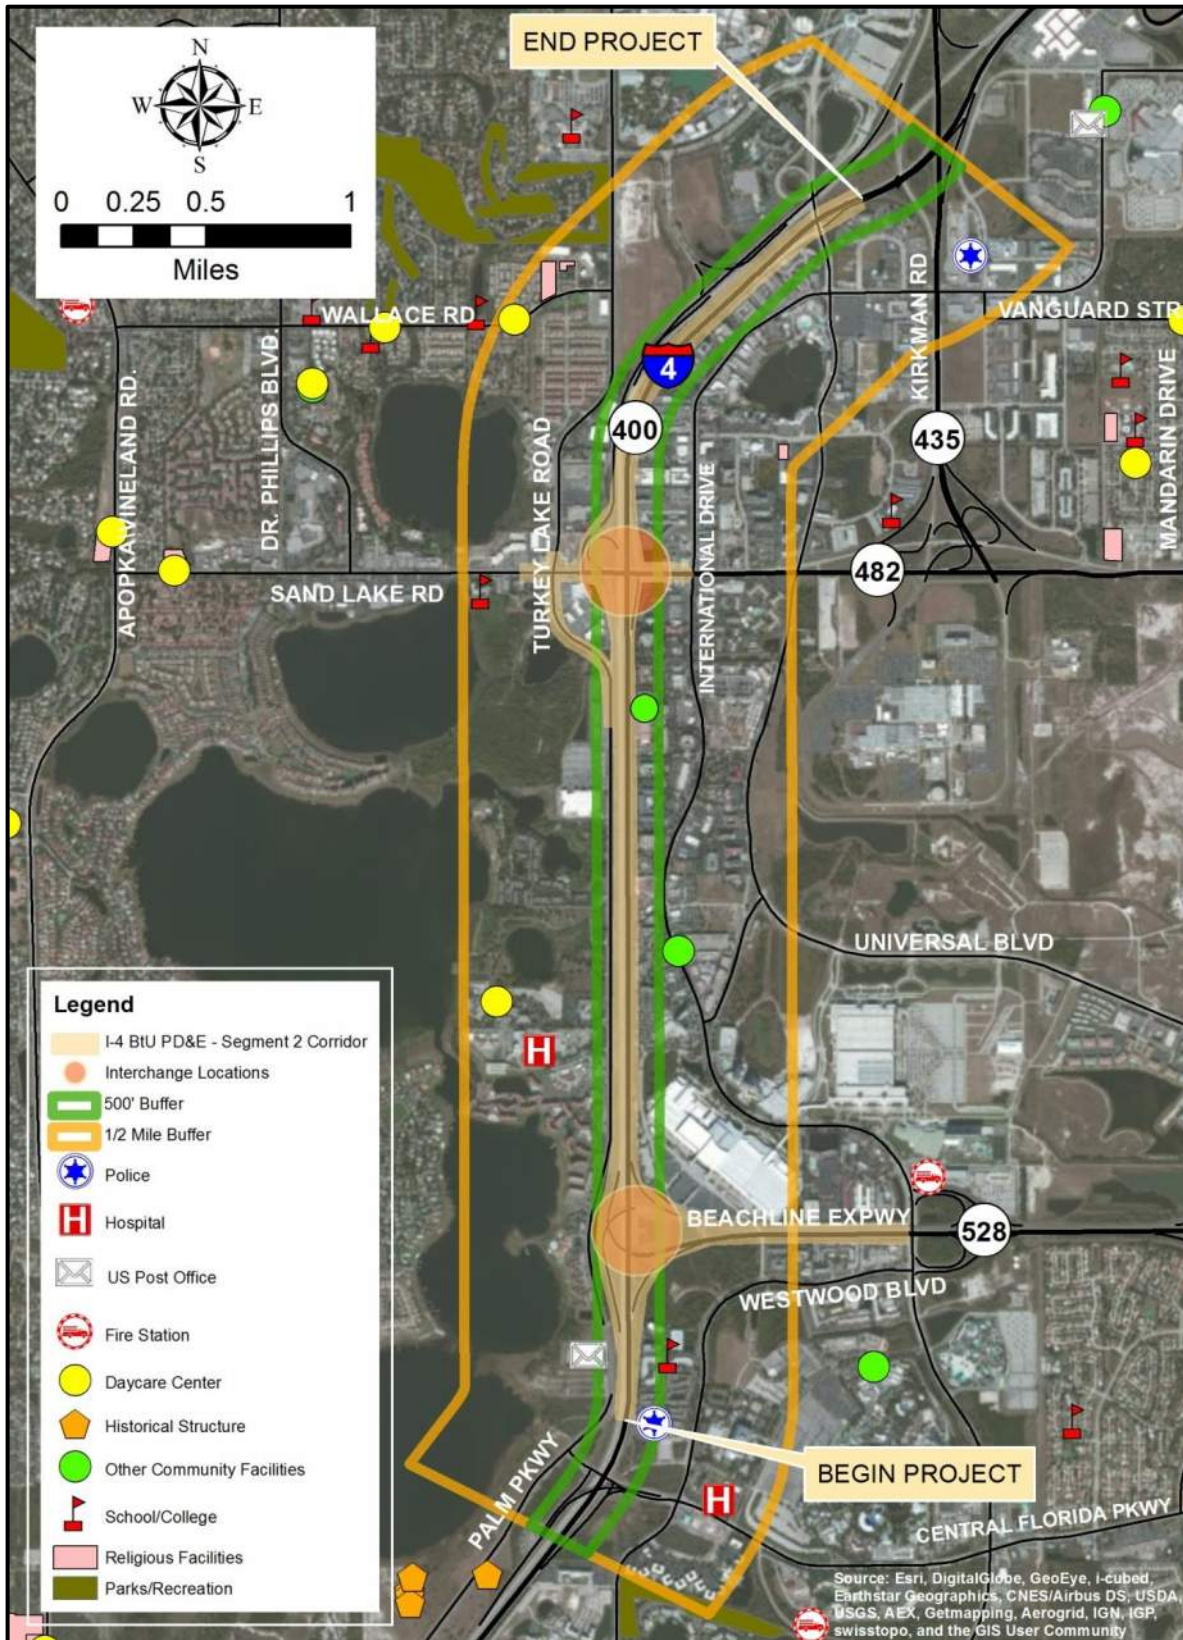 END PROJECT
N
W E
S
0 0.25 0.5 1
Miles
WALLACE RD
VANGUARD STR
KIRKMAN RD
4
400
435
APOPKAVINELAND RD.
DR. PHILLIPS BLVD.
TURKEY LAKE ROAD
INTERNATIONAL DRIVE
MANDARIN DRIVE
482
SAND LAKE RD
UNIVERSAL BLVD
H
BEACHLINE EXPWY
528
WESTWOOD BLVD
BEGIN PROJECT
PALM PKWY
H
CENTRAL FLORIDA PKWY
Legend
I-4 BtU PD&E - Segment 2 Corridor
Interchange Locations
500' Buffer
1/2 Mile Buffer
Police
H Hospital
US Post Office
Fire Station
Daycare Center
Historical Structure
Other Community Facilities
School/College
Religious Facilities
Parks/Recreation
Source: Esri, DigitalGlobe, GeoEye, i-cubed,
Earthstar Geographics, CNES/Airbus DS, USDA,
USGS, AEX, Getmapping, Aerogrid, IGN, IGP,
swisstopo, and the GIS User Community